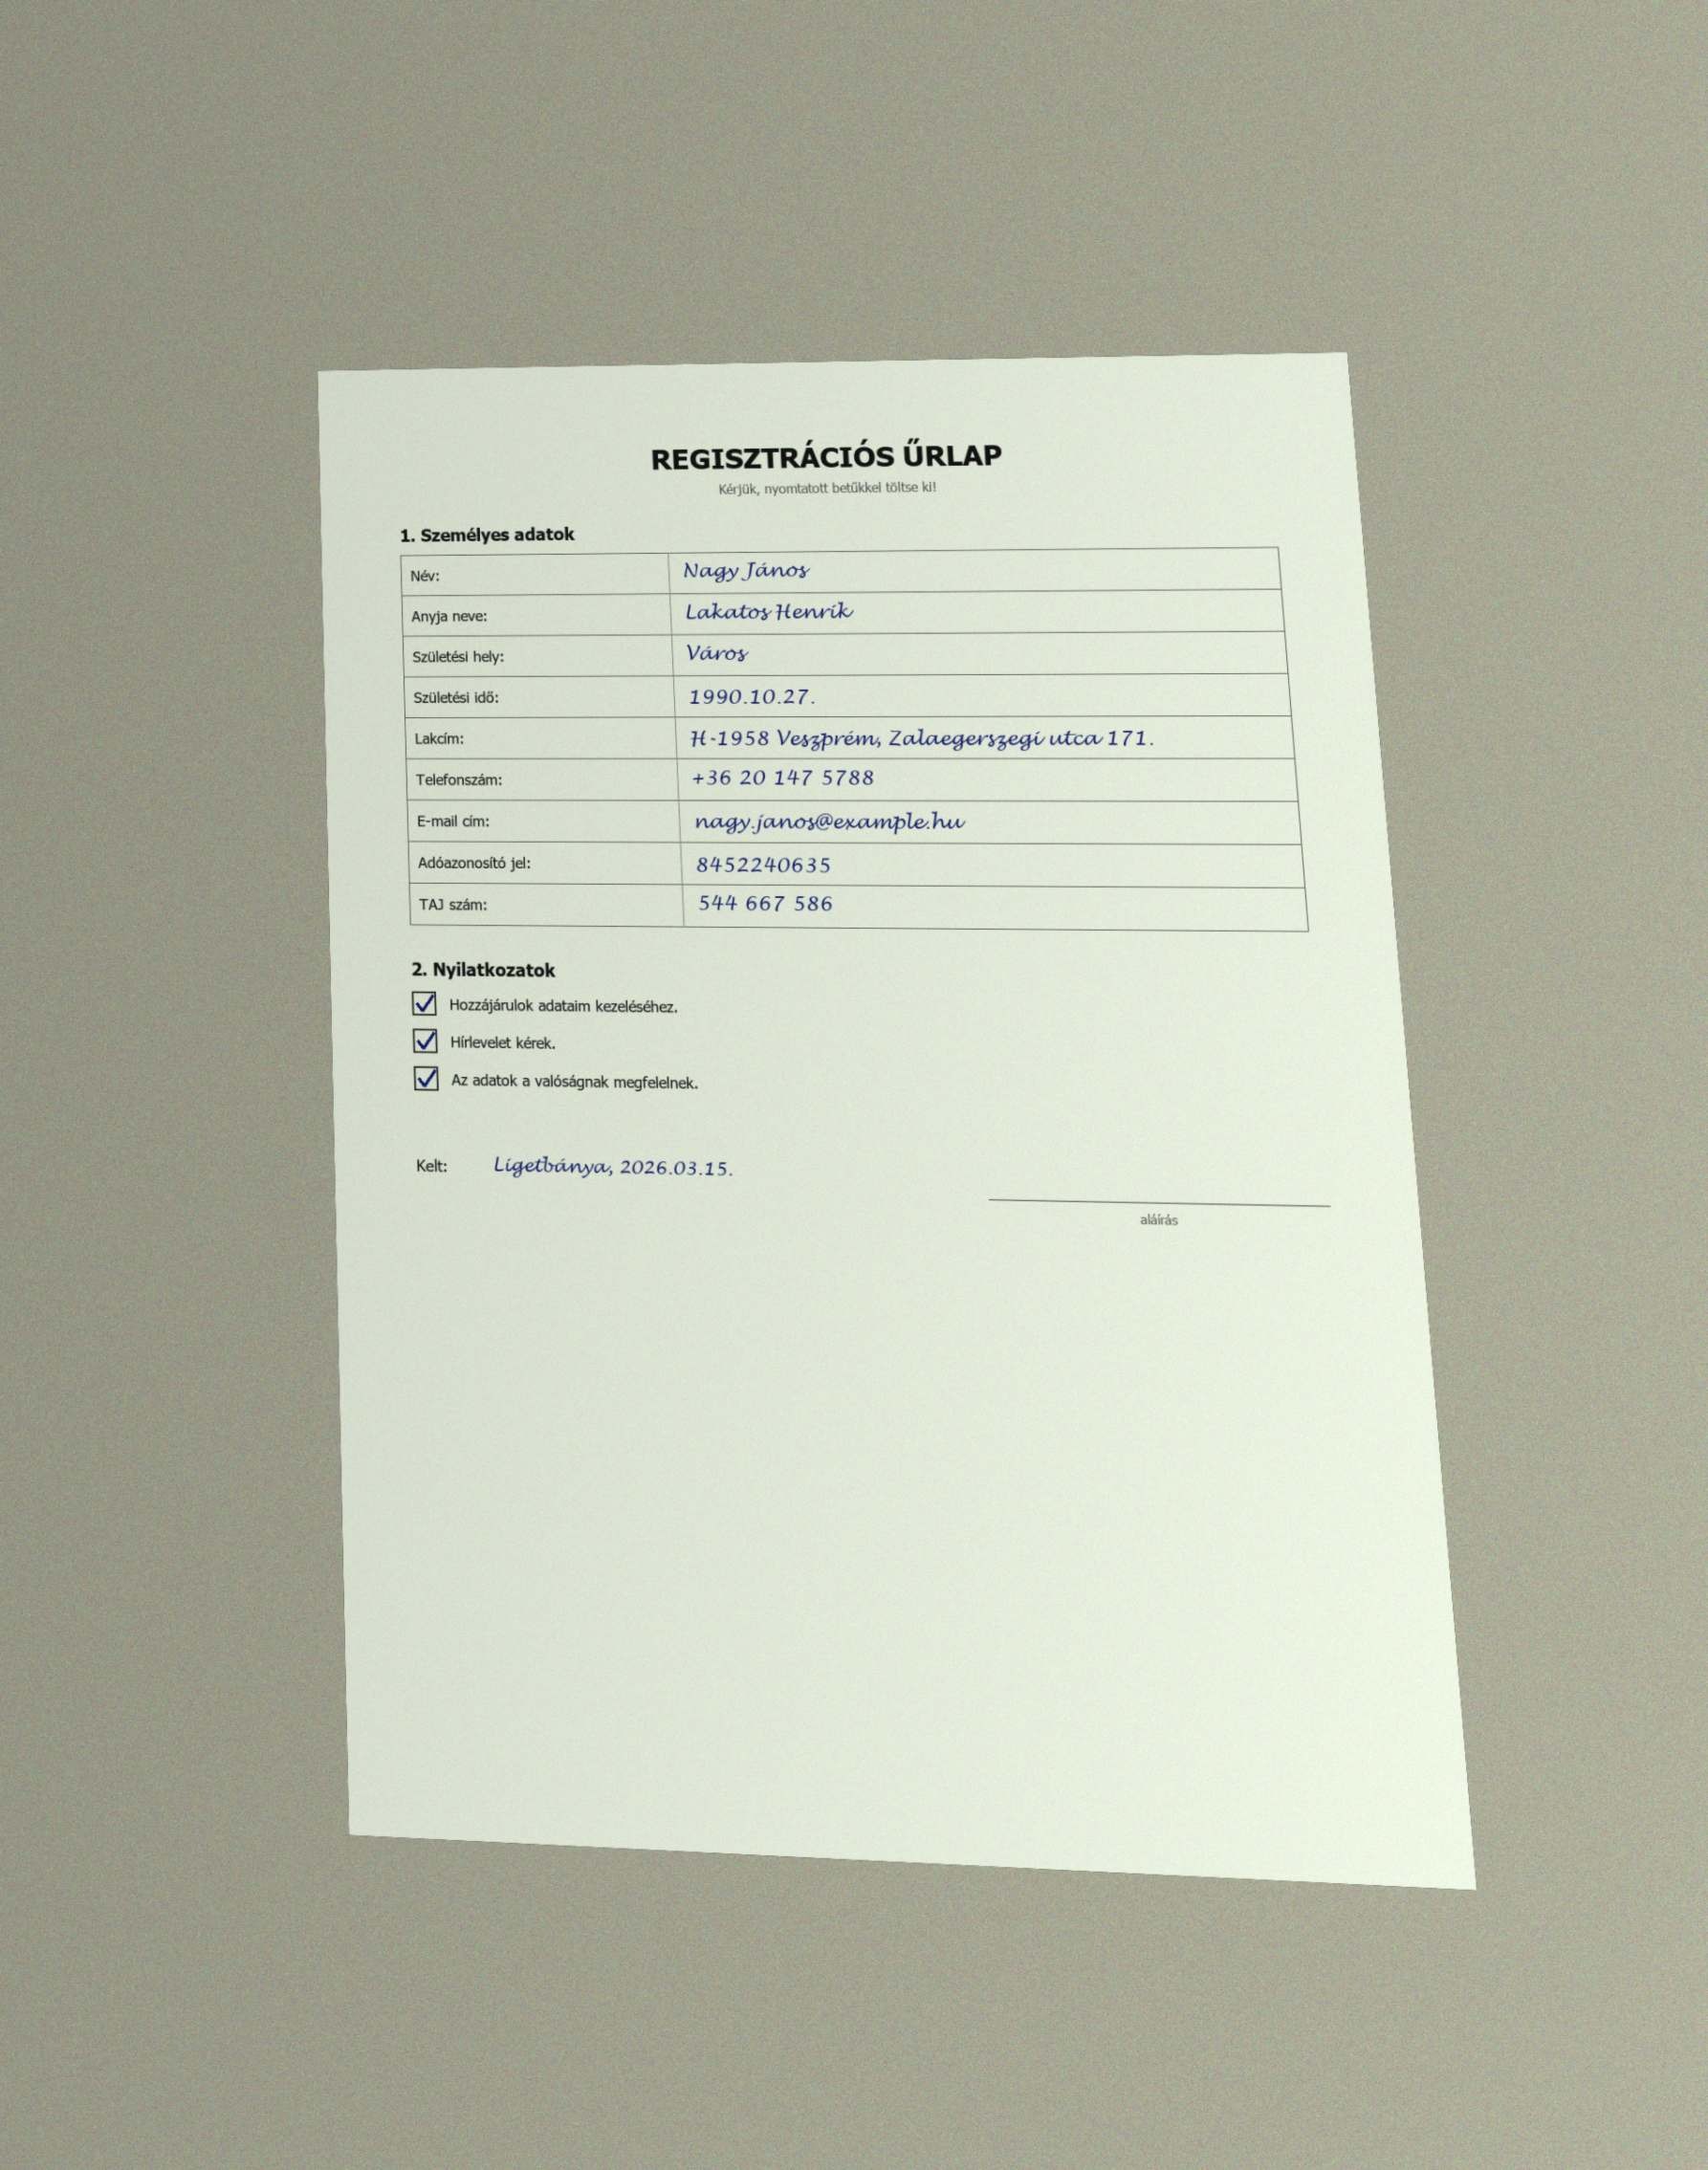 REGISZTRÁCIÓS ŰRLAP
Kérjük, nyomtatott betűkkel töltse ki!
1. Személyes adatok
Név: Nagy János
Anyja neve: Lakatos Henrik
Születési hely: Város
Születési idő: 1990.10.27.
Lakcím: H-1958 Veszprém, Zalaegerszegi utca 171.
Telefonszám: +36 20 147 5788
E-mail cím: nagy.janos@example.hu
Adóazonosító jel: 8452240635
TAJ szám: 544 667 586
2. Nyilatkozatok
Hozzájárulok adataim kezeléséhez.
Hírlevelet kérek.
Az adatok a valóságnak megfelelnek.
Kelt: Ligetbánya, 2026.03.15.
aláírás